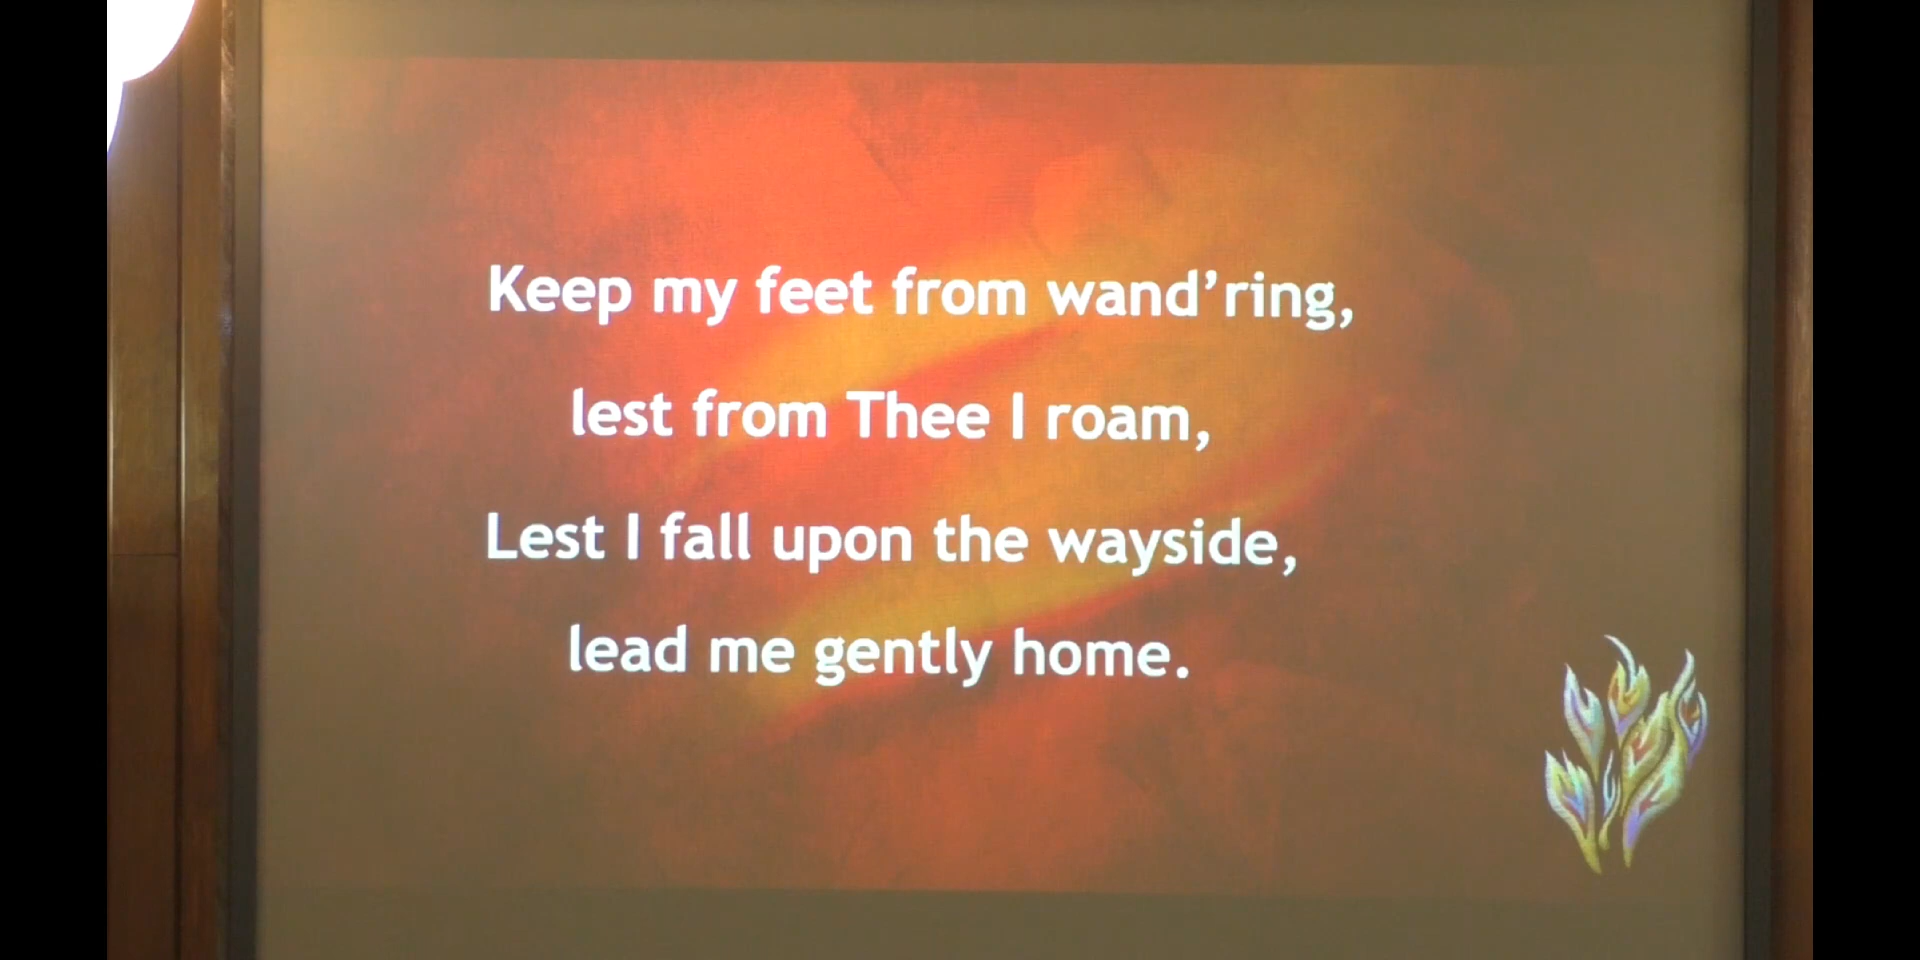 Keep my feet from wand’ring,
lest from Thee I roam,
Lest I fall upon the wayside,
lead me gently home.